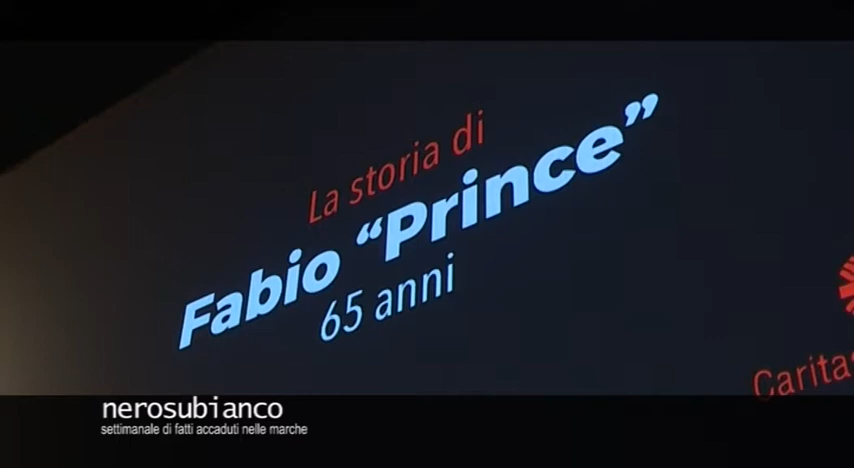 La storia di
Fabio “Prince”
65 anni
Caritas
nerosubianco
settimanale di fatti accaduti nelle marche